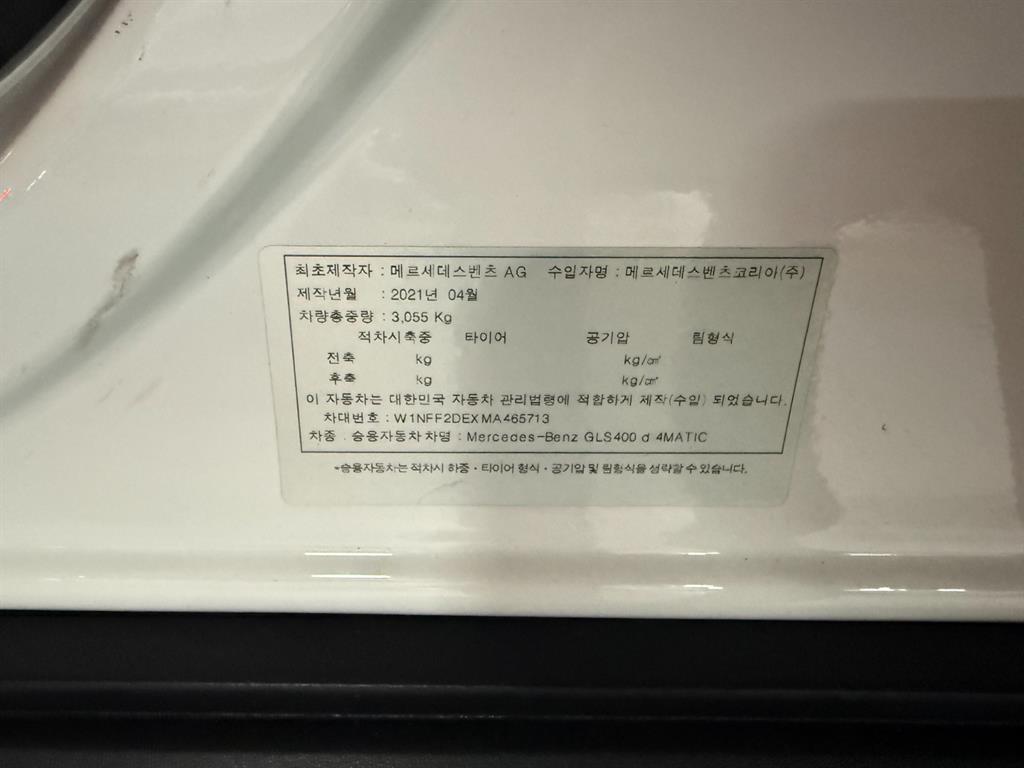 최초제작자 : 메르세데스벤츠 AG 수입자명 : 메르세데스벤츠코리아(주)
제작년월 : 2021년 04월
차량총중량 : 3,055 Kg
적차시축중 타이어 공기압 림형식
전축 kg kg/㎠
후축 kg kg/㎠
이 자동차는 대한민국 자동차 관리법령에 적합하게 제작(수입) 되었습니다.
차대번호 : W1NFF2DEXMA465713
차종 : 승용자동차 차명 : Mercedes-Benz GLS400 d 4MATIC
*승용자동차는 적차시 하중·타이어 형식·공기압 및 림형식을 생략할 수 있습니다.